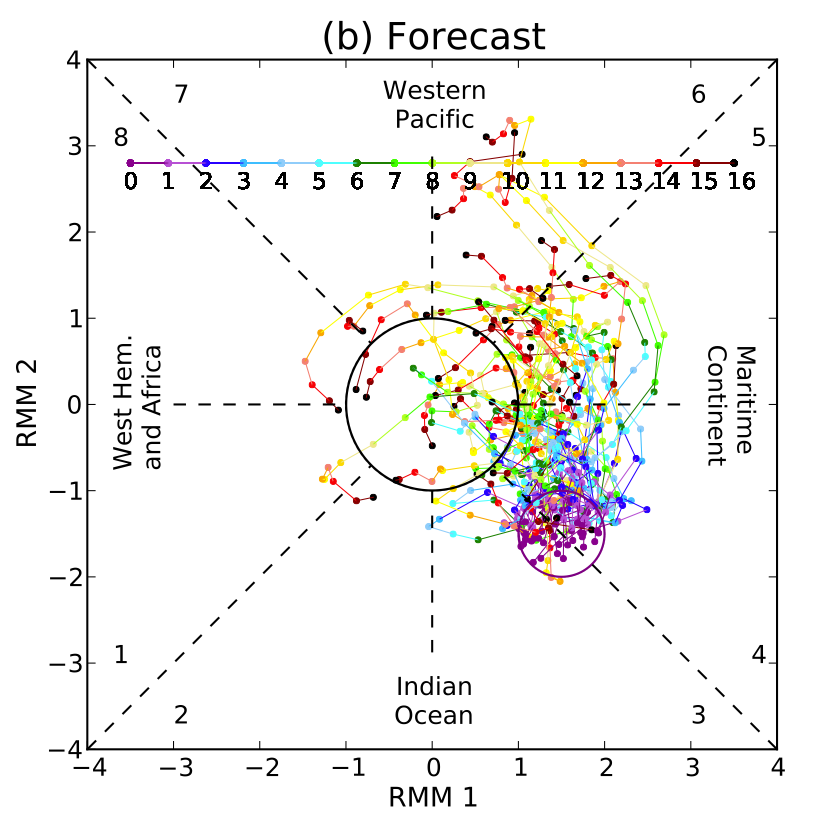 (b) Forecast
4
7
Western
Pacific
6
8
5
3
0 1 2 3 4 5 6 7 8 9 10 11 12 13 14 15 16
2
1
RMM 2
0
West Hem.
and Africa
Maritime
Continent
−1
−2
−3
1
4
Indian
Ocean
2
3
−4
−4 −3 −2 −1 0 1 2 3 4
RMM 1